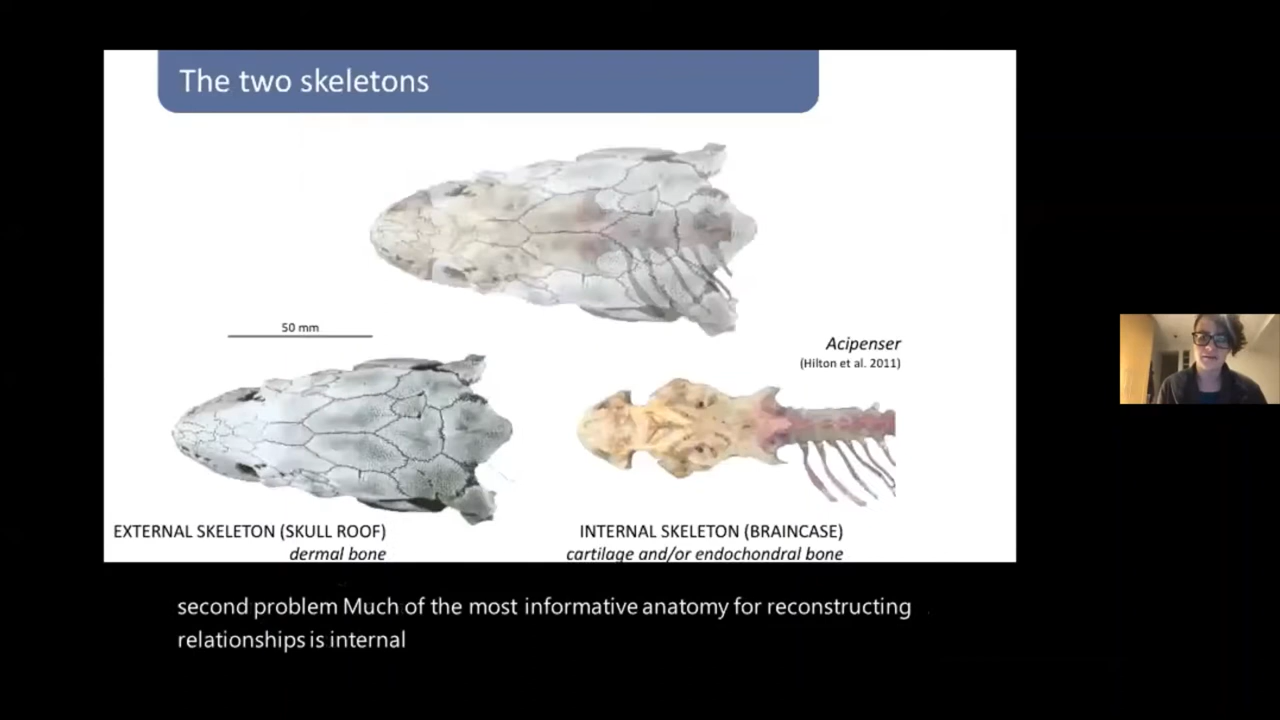 The two skeletons
50 mm
Acipenser
(Hilton et al. 2011)
EXTERNAL SKELETON (SKULL ROOF)
dermal bone
INTERNAL SKELETON (BRAINCASE)
cartilage and/or endochondral bone
second problem Much of the most informative anatomy for reconstructing
relationships is internal